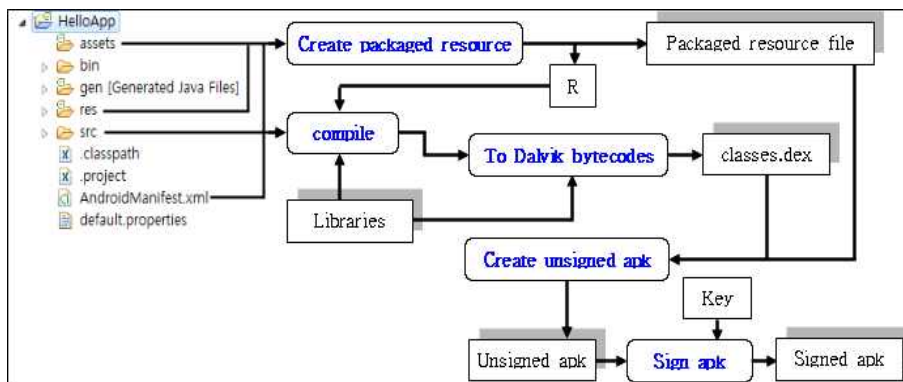 HelloApp
assets
bin
gen [Generated Java Files]
res
src
.classpath
.project
AndroidManifest.xml
default.properties
Create packaged resource
Packaged resource file
R
compile
To Dalvik bytecodes
classes.dex
Libraries
Create unsigned apk
Key
Unsigned apk
Sign apk
Signed apk